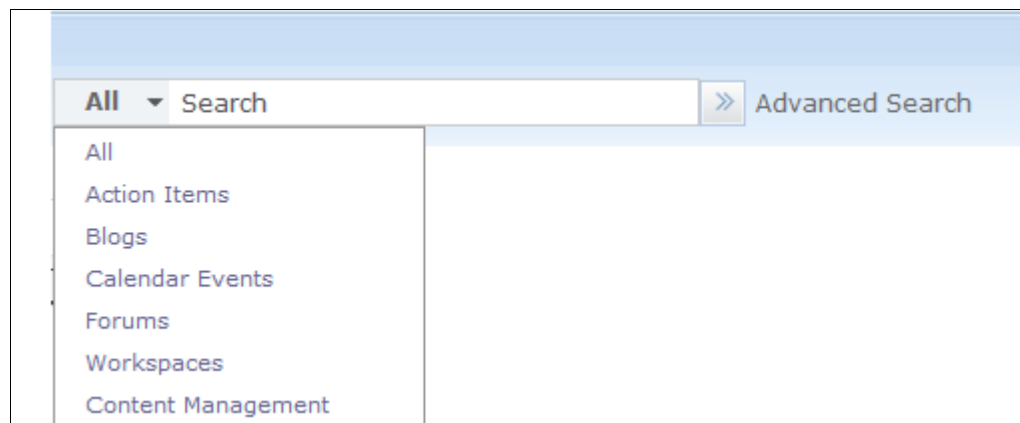 All Search Advanced Search
All
Action Items
Blogs
Calendar Events
Forums
Workspaces
Content Management